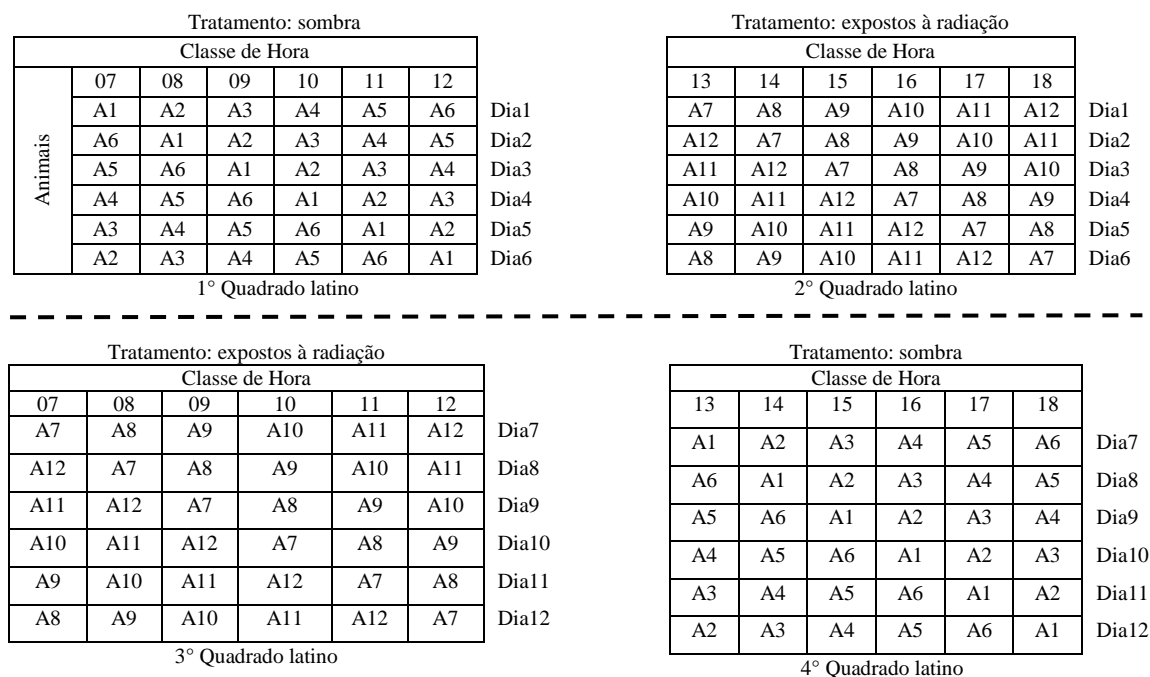 Tratamento: sombra
Classe de Hora
Animais
07 08 09 10 11 12
A1 A2 A3 A4 A5 A6 Dia1
A6 A1 A2 A3 A4 A5 Dia2
A5 A6 A1 A2 A3 A4 Dia3
A4 A5 A6 A1 A2 A3 Dia4
A3 A4 A5 A6 A1 A2 Dia5
A2 A3 A4 A5 A6 A1 Dia6
1° Quadrado latino
Tratamento: expostos à radiação
Classe de Hora
13 14 15 16 17 18
A7 A8 A9 A10 A11 A12 Dia1
A12 A7 A8 A9 A10 A11 Dia2
A11 A12 A7 A8 A9 A10 Dia3
A10 A11 A12 A7 A8 A9 Dia4
A9 A10 A11 A12 A7 A8 Dia5
A8 A9 A10 A11 A12 A7 Dia6
2° Quadrado latino
Tratamento: expostos à radiação
Classe de Hora
07 08 09 10 11 12
A7 A8 A9 A10 A11 A12 Dia7
A12 A7 A8 A9 A10 A11 Dia8
A11 A12 A7 A8 A9 A10 Dia9
A10 A11 A12 A7 A8 A9 Dia10
A9 A10 A11 A12 A7 A8 Dia11
A8 A9 A10 A11 A12 A7 Dia12
3° Quadrado latino
Tratamento: sombra
Classe de Hora
13 14 15 16 17 18
A1 A2 A3 A4 A5 A6 Dia7
A6 A1 A2 A3 A4 A5 Dia8
A5 A6 A1 A2 A3 A4 Dia9
A4 A5 A6 A1 A2 A3 Dia10
A3 A4 A5 A6 A1 A2 Dia11
A2 A3 A4 A5 A6 A1 Dia12
4° Quadrado latino